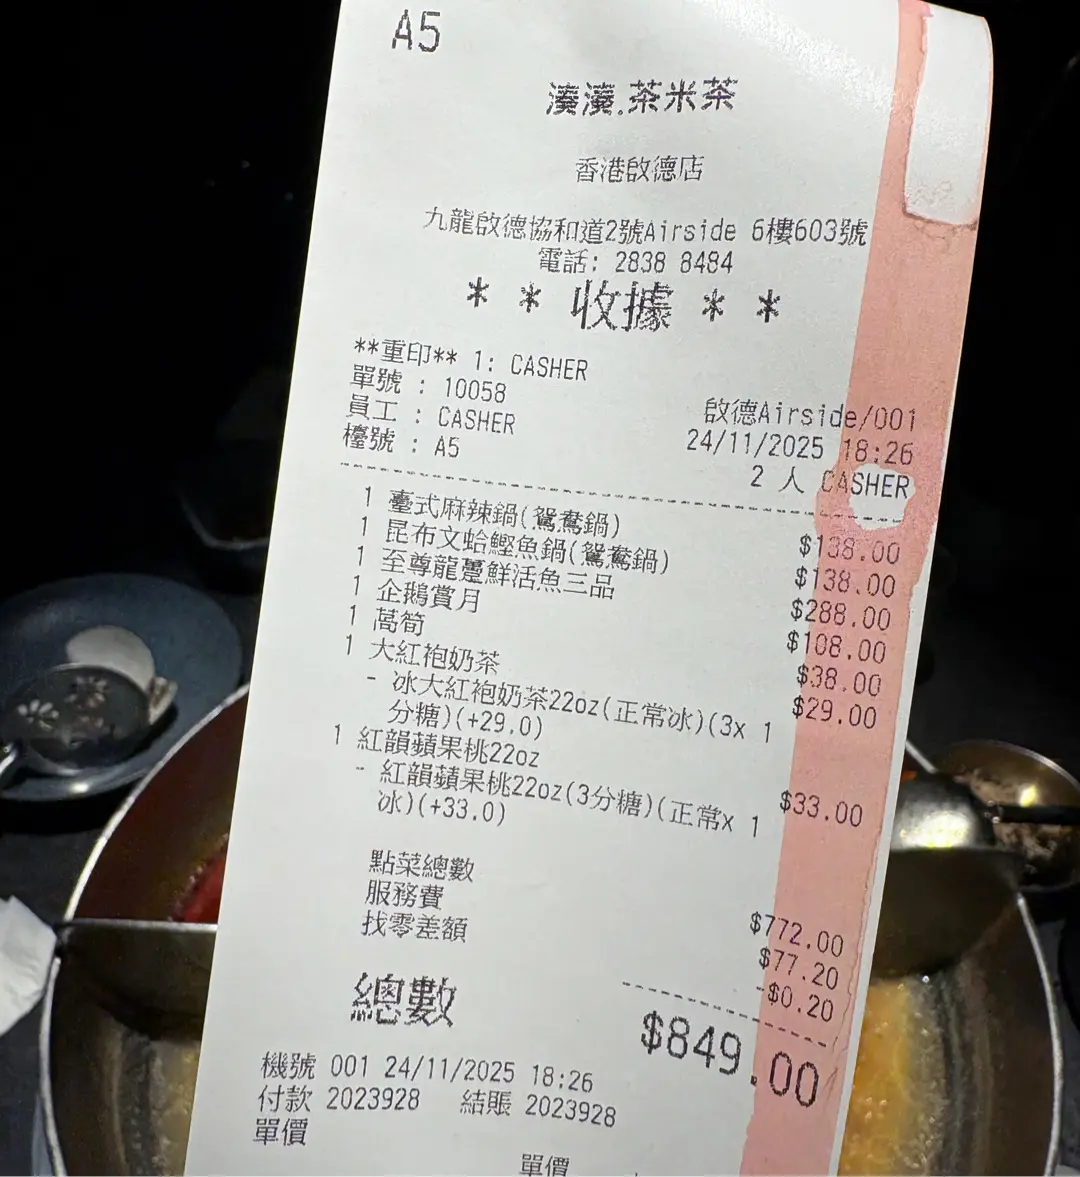 A5
湊湊.茶米茶
香港啟德店
九龍啟德協和道2號Airside 6樓603號
電話: 2838 8484
* * 收據 * *
**重印** 1: CASHER
單號 : 10058
啟德Airside/001
員工 : CASHER
24/11/2025 18:26
檯號 : A5
2 人 CASHER
1 臺式麻辣鍋(鴛鴦鍋) $138.00
1 昆布文蛤鰹魚鍋(鴛鴦鍋) $138.00
1 至尊龍躉鮮活魚三品 $288.00
1 企鵝賞月 $108.00
1 萵筍 $38.00
1 大紅袍奶茶 $29.00
- 冰大紅袍奶茶22oz(正常冰)(3x 1
分糖)(+29.0)
1 紅韻蘋果桃22oz $33.00
- 紅韻蘋果桃22oz(3分糖)(正常x 1
冰)(+33.0)
點菜總數 $772.00
服務費 $77.20
找零差額 -$0.20
總數 $849.00
機號 001 24/11/2025 18:26
付款 2023928 結賬 2023928
單價
單價